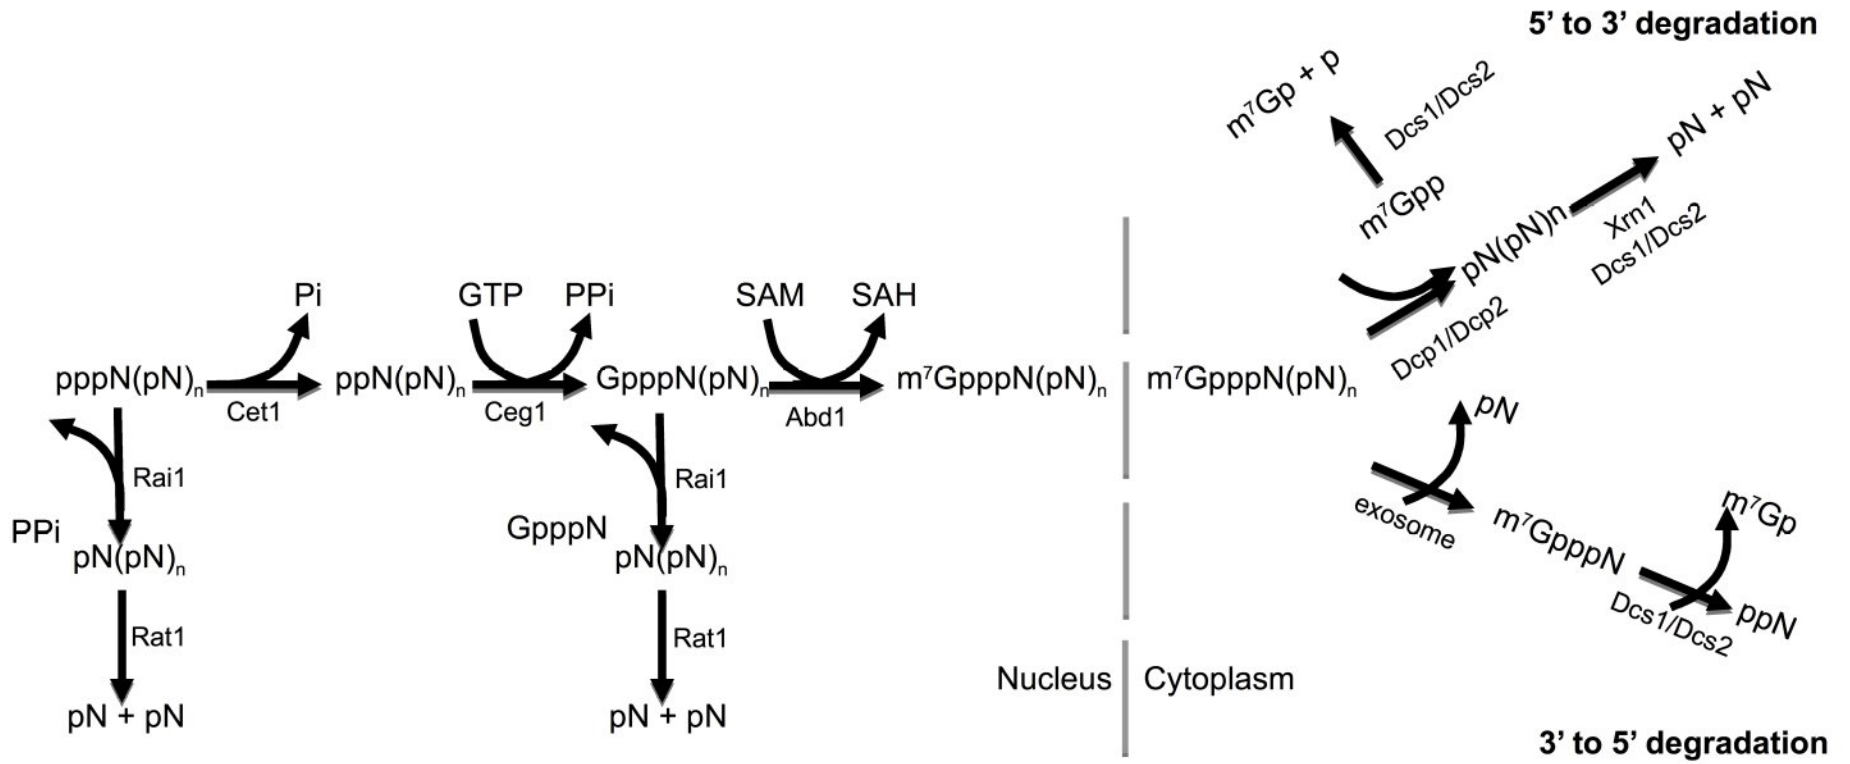 5’ to 3’ degradation
m⁷Gp + p
Dcs1/Dcs2
m⁷Gpp
pN(pN)n
pN + pN
Xrn1
Dcs1/Dcs2
Dcp1/Dcp2
Pi
GTP
PPi
SAM
SAH
pppN(pN)ₙ
Cet1
ppN(pN)ₙ
Ceg1
GpppN(pN)ₙ
Abd1
m⁷GpppN(pN)ₙ
m⁷GpppN(pN)ₙ
Rai1
PPi
pN(pN)ₙ
Rat1
pN + pN
Rai1
GpppN
pN(pN)ₙ
Rat1
pN + pN
Nucleus
Cytoplasm
pN
exosome
m⁷GpppN
m⁷Gp
Dcs1/Dcs2
ppN
3’ to 5’ degradation